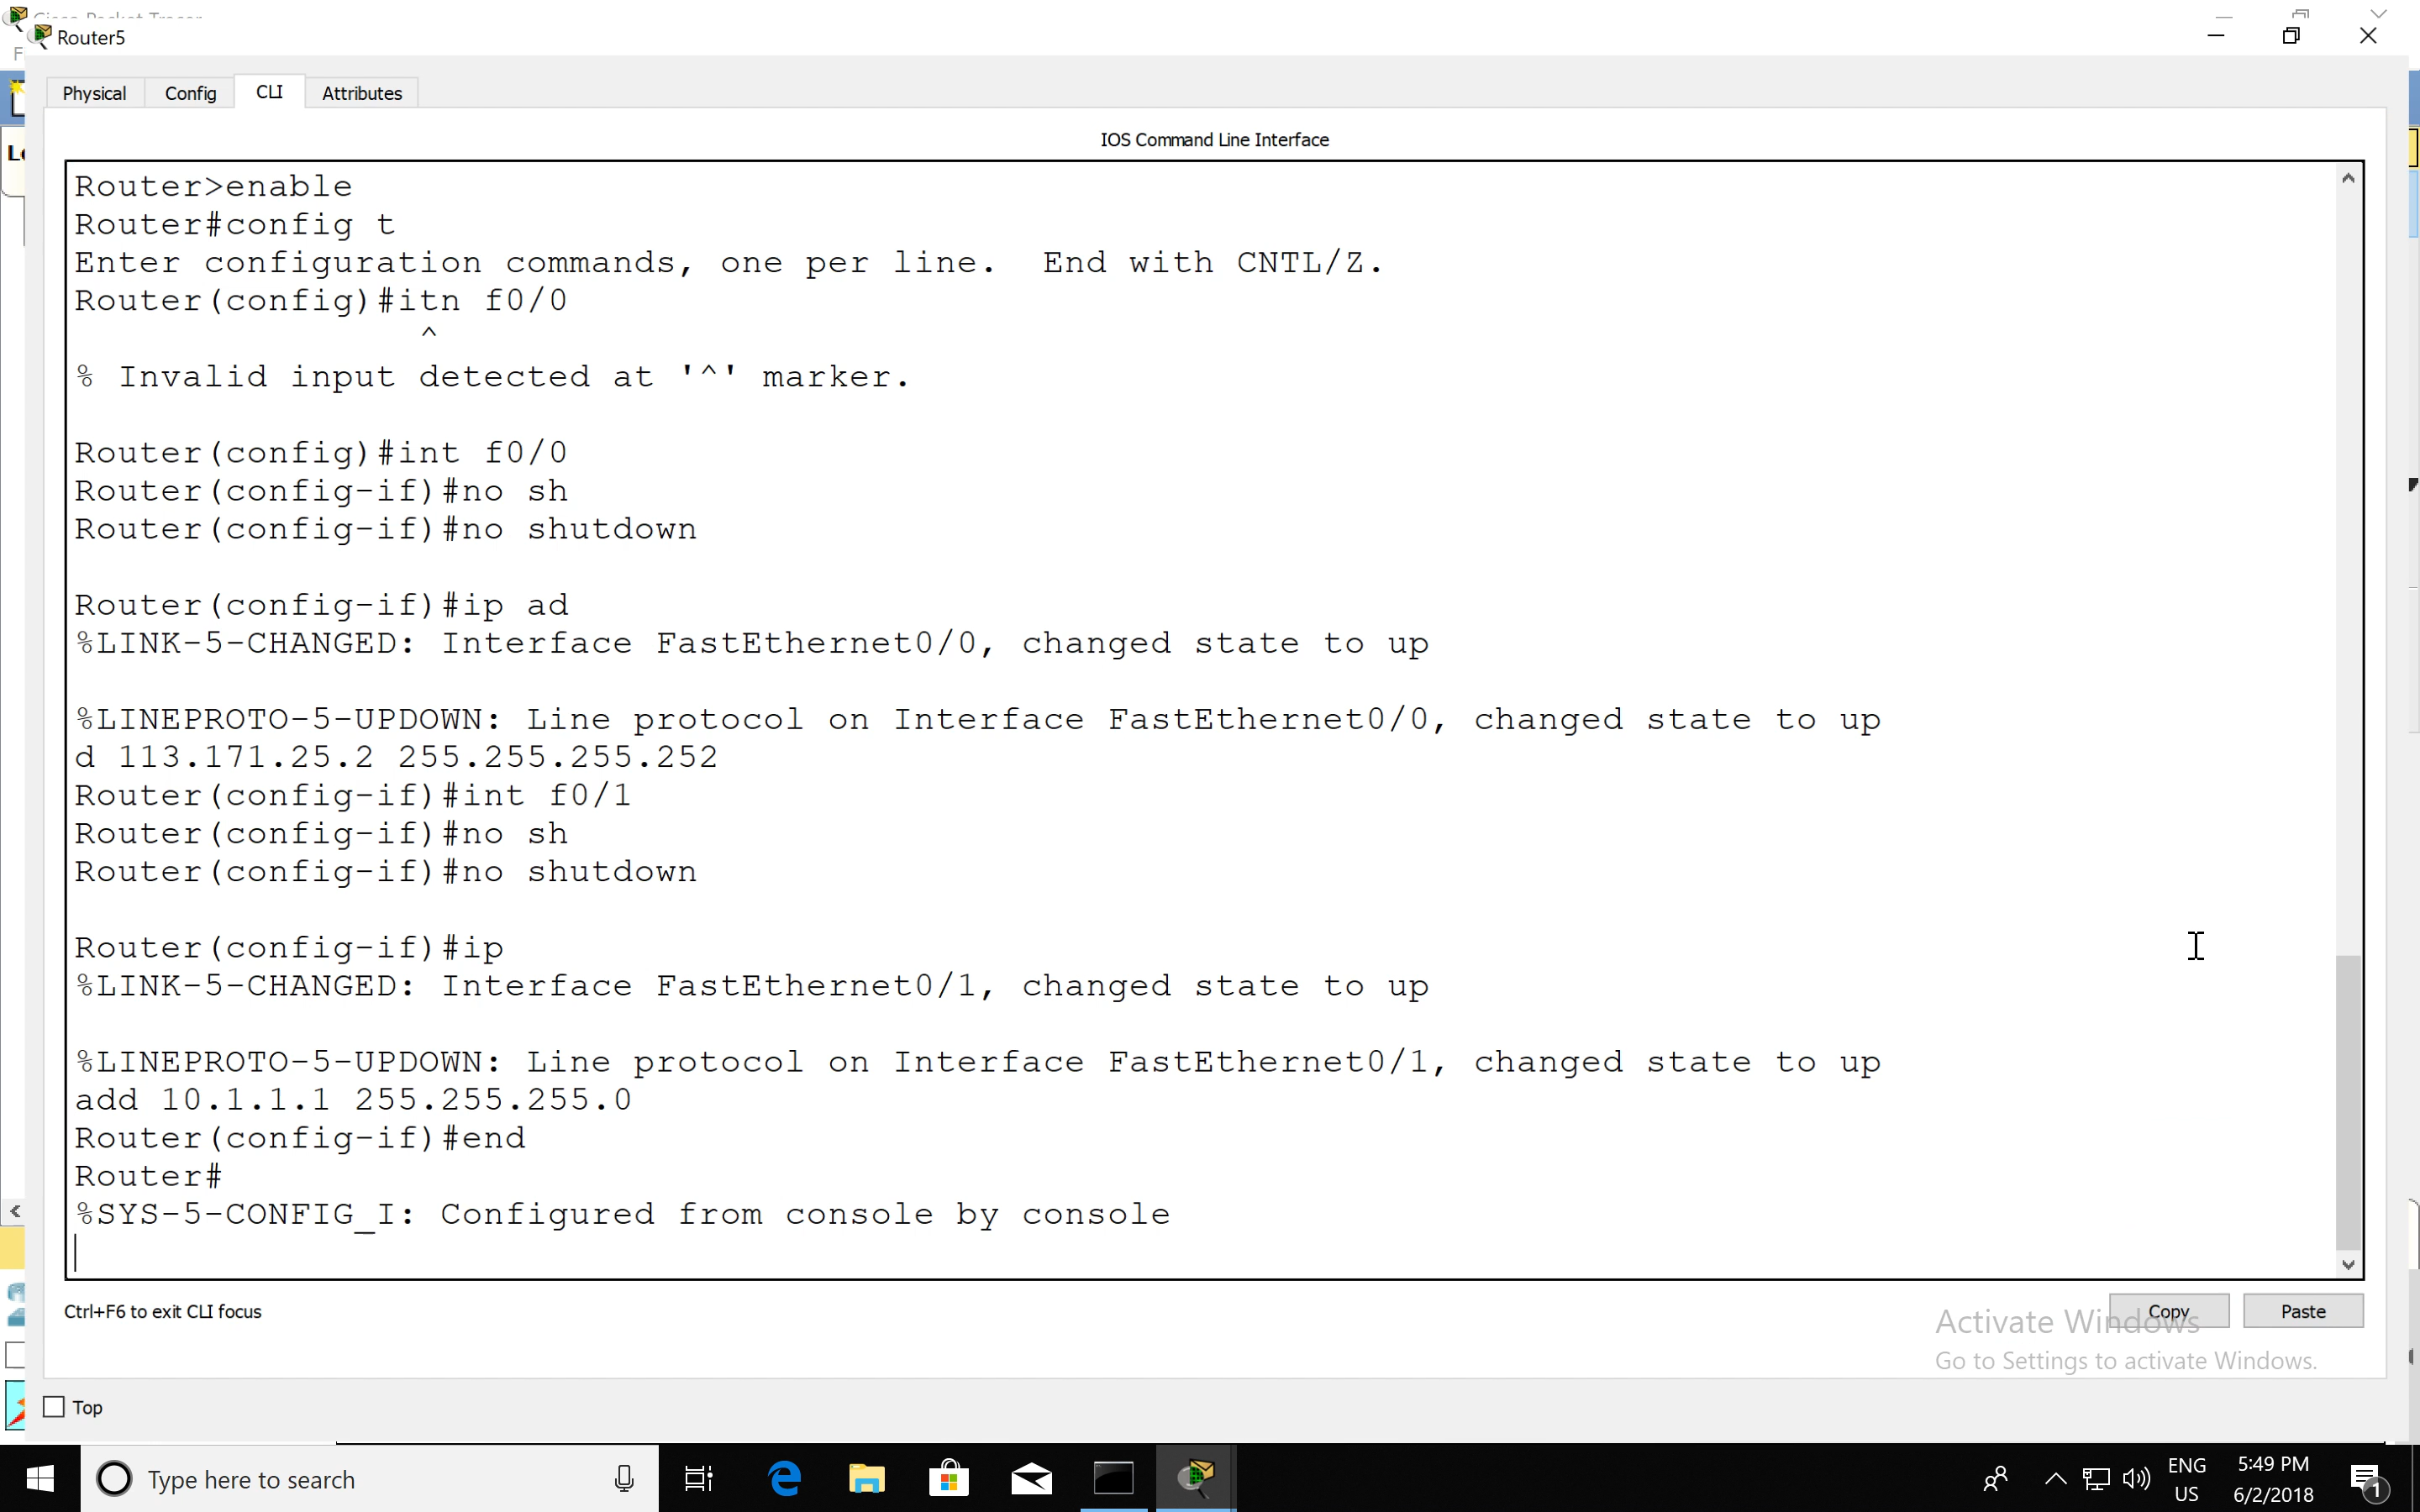 Router5
Physical Config CLI Attributes
IOS Command Line Interface
Router>enable
Router#config t
Enter configuration commands, one per line.  End with CNTL/Z.
Router(config)#itn f0/0
^
% Invalid input detected at '^' marker.
Router(config)#int f0/0
Router(config-if)#no sh
Router(config-if)#no shutdown
Router(config-if)#ip ad
%LINK-5-CHANGED: Interface FastEthernet0/0, changed state to up
%LINEPROTO-5-UPDOWN: Line protocol on Interface FastEthernet0/0, changed state to up
d 113.171.25.2 255.255.255.252
Router(config-if)#int f0/1
Router(config-if)#no sh
Router(config-if)#no shutdown
Router(config-if)#ip
%LINK-5-CHANGED: Interface FastEthernet0/1, changed state to up
%LINEPROTO-5-UPDOWN: Line protocol on Interface FastEthernet0/1, changed state to up
add 10.1.1.1 255.255.255.0
Router(config-if)#end
Router#
%SYS-5-CONFIG_I: Configured from console by console
Ctrl+F6 to exit CLI focus
Copy Paste
Activate Windows
Go to Settings to activate Windows.
Top
Type here to search
ENG
US
5:49 PM
6/2/2018
1